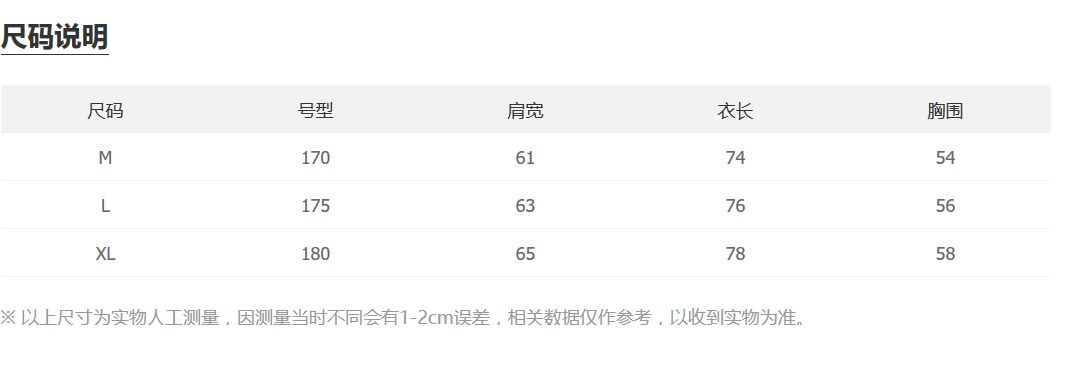 尺码说明
尺码 号型 肩宽 衣长 胸围
M 170 61 74 54
L 175 63 76 56
XL 180 65 78 58
※ 以上尺寸为实物人工测量，因测量当时不同会有1-2cm误差，相关数据仅作参考，以收到实物为准。